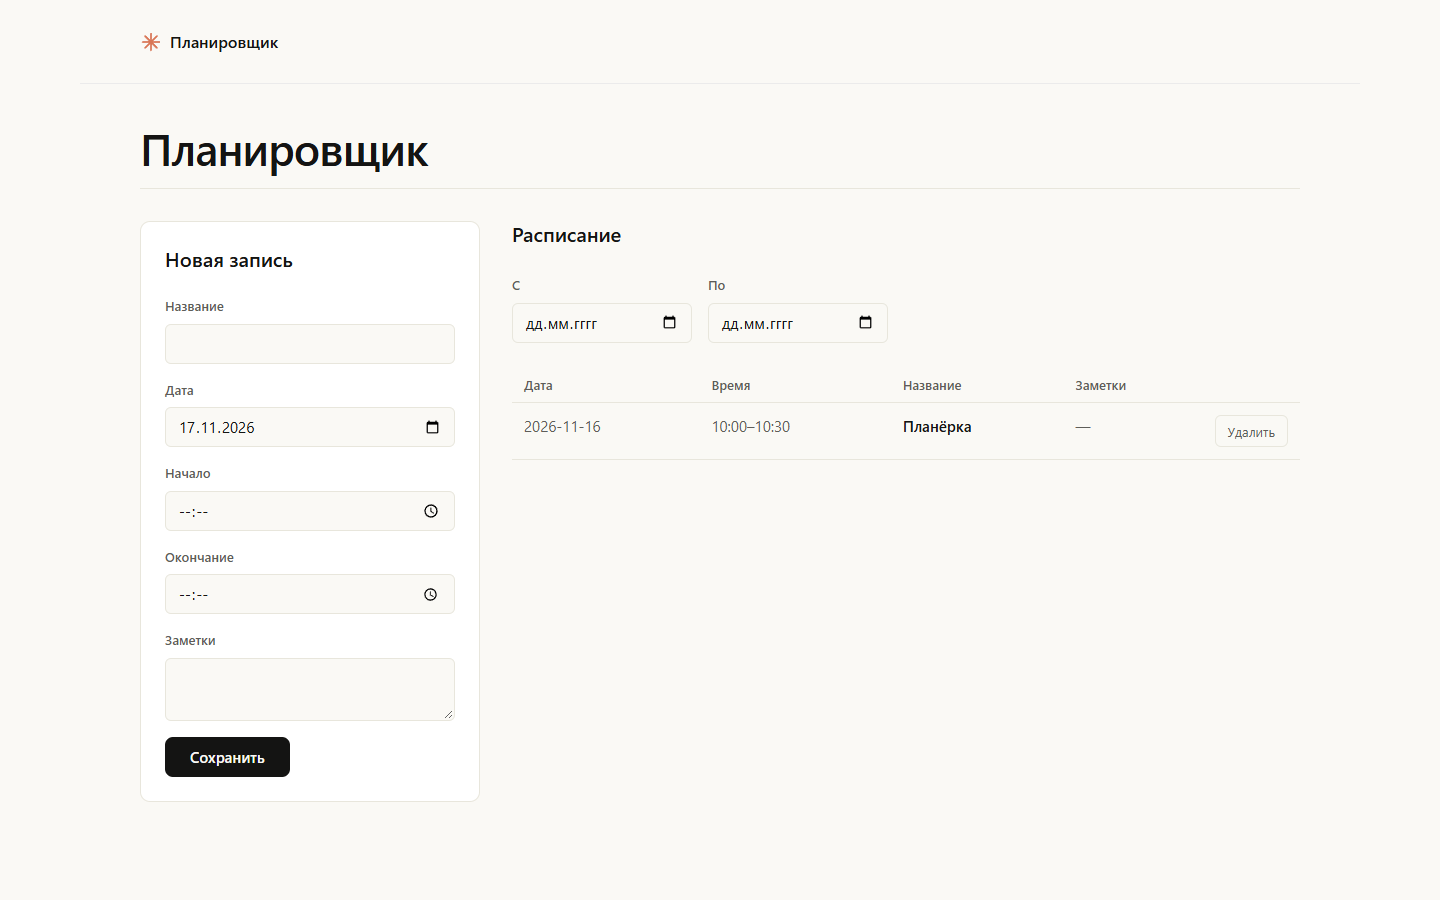 Планировщик
Планировщик
Новая запись
Название
Дата
17.11.2026
Начало
--:--
Окончание
--:--
Заметки
Сохранить
Расписание
С По
дд.мм.гггг дд.мм.гггг
Дата Время Название Заметки
2026-11-16 10:00–10:30 Планёрка — Удалить